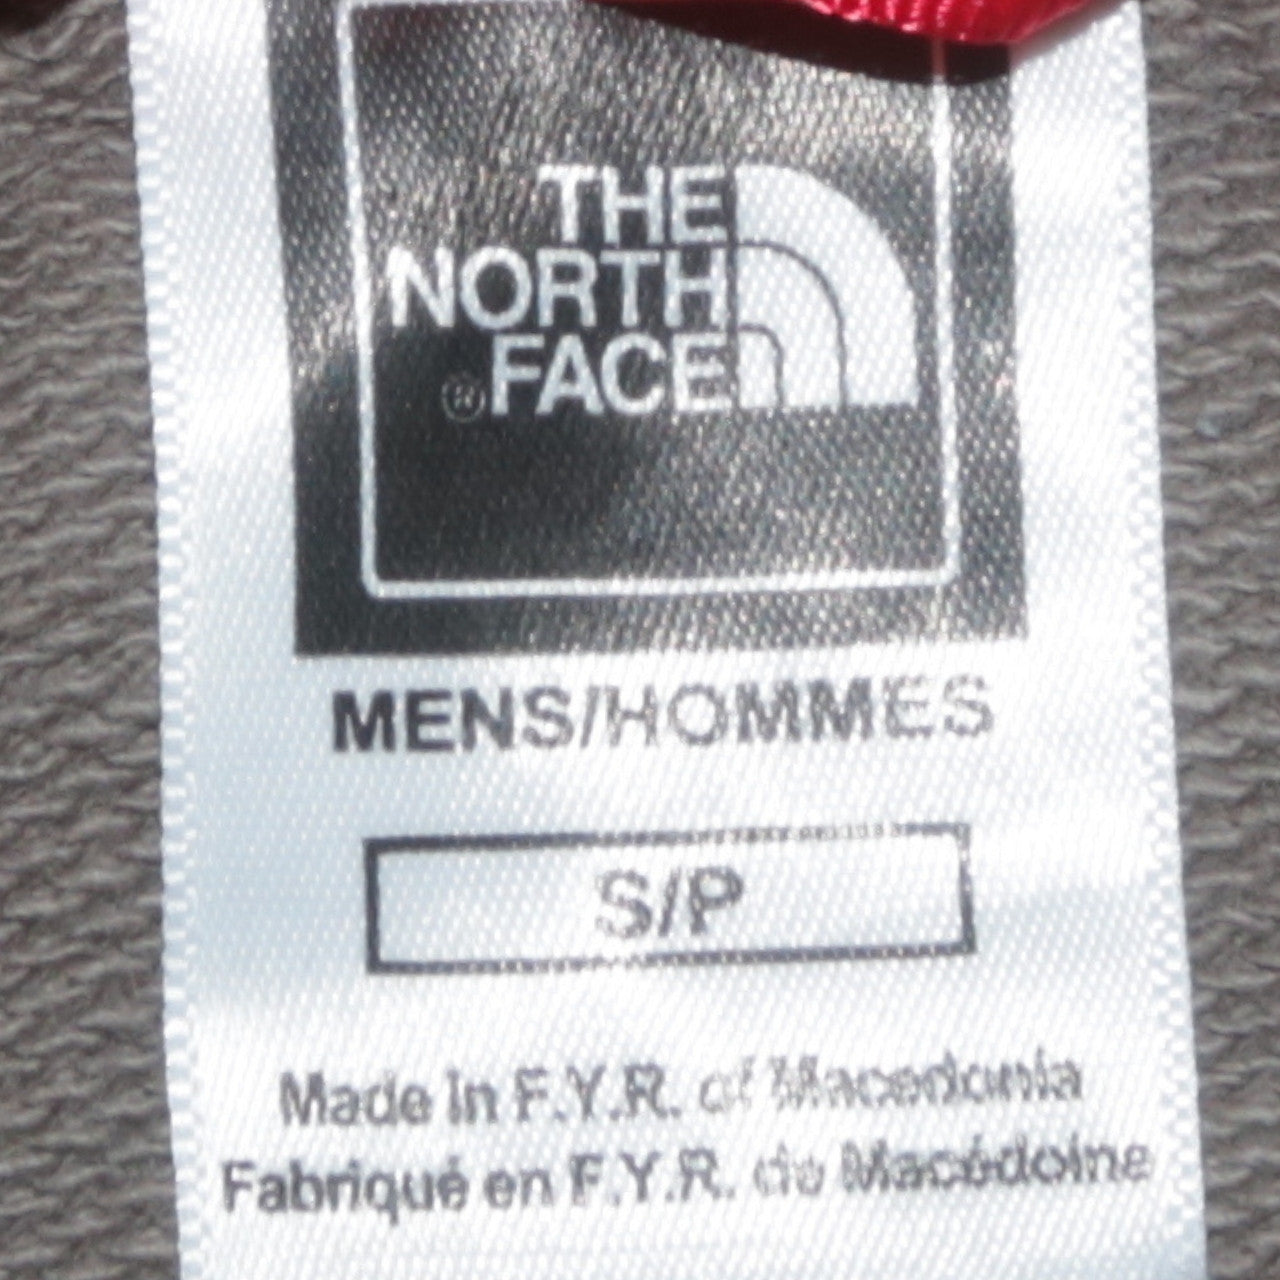 THE
NORTH
®FACE
MENS/HOMMES
S/P
Made In F.Y.R. of Macedonia
Fabriqué en F.Y.R. de Macédoine